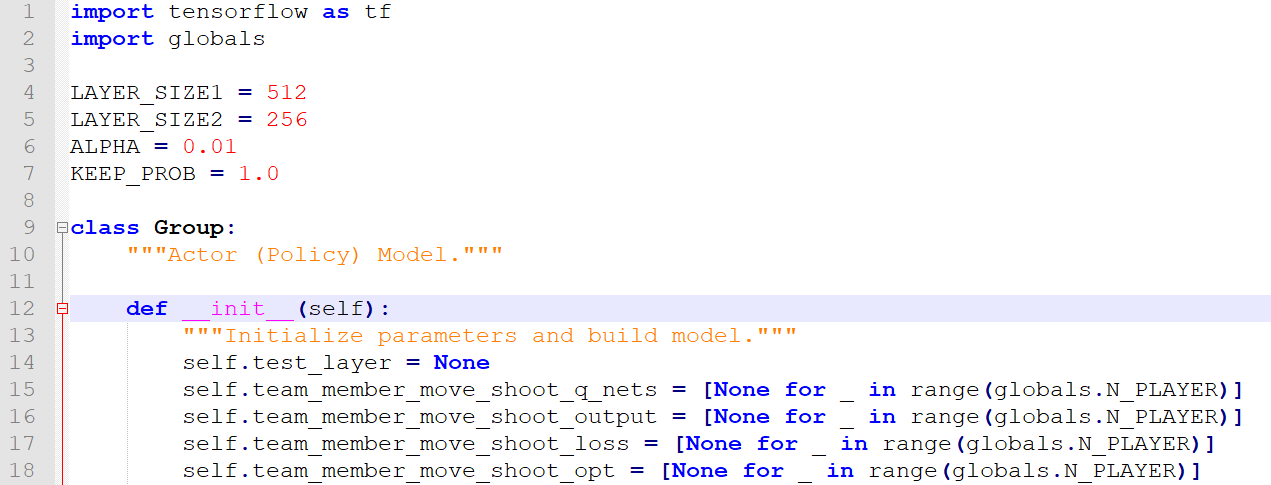 1 import tensorflow as tf
2 import globals
3
4 LAYER_SIZE1 = 512
5 LAYER_SIZE2 = 256
6 ALPHA = 0.01
7 KEEP_PROB = 1.0
8
9 class Group:
10     """Actor (Policy) Model."""
11
12     def __init__(self):
13         """Initialize parameters and build model."""
14         self.test_layer = None
15         self.team_member_move_shoot_q_nets = [None for _ in range(globals.N_PLAYER)]
16         self.team_member_move_shoot_output = [None for _ in range(globals.N_PLAYER)]
17         self.team_member_move_shoot_loss = [None for _ in range(globals.N_PLAYER)]
18         self.team_member_move_shoot_opt = [None for _ in range(globals.N_PLAYER)]